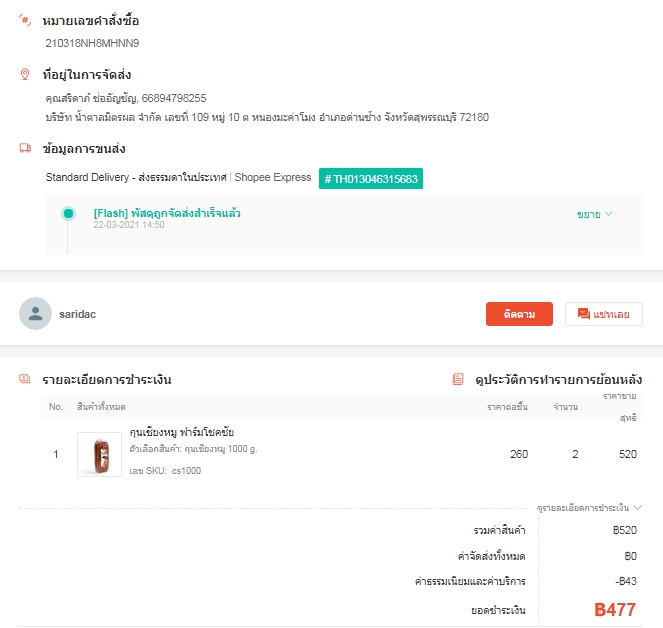 หมายเลขคำสั่งซื้อ
210318NH8MHNN9
ที่อยู่ในการจัดส่ง
คุณสริดาภ์ ช่ออัญชัญ, 66894798255
บริษัท น้ำตาลมิตรผล จำกัด เลขที่ 109 หมู่ 10 ต หนองมะค่าโมง อำเภอด่านช้าง จังหวัดสุพรรณบุรี 72180
ข้อมูลการขนส่ง
Standard Delivery - ส่งธรรมดาในประเทศ | Shopee Express # TH013046315683
[Flash] พัสดุถูกจัดส่งสำเร็จแล้ว ขยาย
22-03-2021 14:50
saridac ติดตาม แชทเลย
รายละเอียดการชำระเงิน ดูประวัติการทำรายการย้อนหลัง
No. สินค้าทั้งหมด ราคาต่อชิ้น จำนวน ราคาขายสุทธิ
กุนเชียงหมู ฟาร์มโชคชัย
ตัวเลือกสินค้า: กุนเชียงหมู 1000 g.
1 260 2 520
เลข SKU: cs1000
ดูรายละเอียดการชำระเงิน
รวมค่าสินค้า ฿520
ค่าจัดส่งทั้งหมด ฿0
ค่าธรรมเนียมและค่าบริการ -฿43
ยอดชำระเงิน ฿477